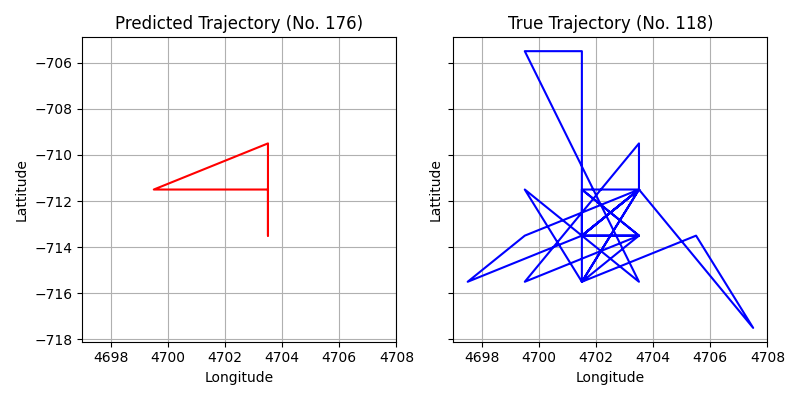 Predicted Trajectory (No. 176)
True Trajectory (No. 118)
−706
−708
−710
−712
−714
−716
−718
Lattitude
Lattitude
4698 4700 4702 4704 4706 4708
4698 4700 4702 4704 4706 4708
Longitude
Longitude